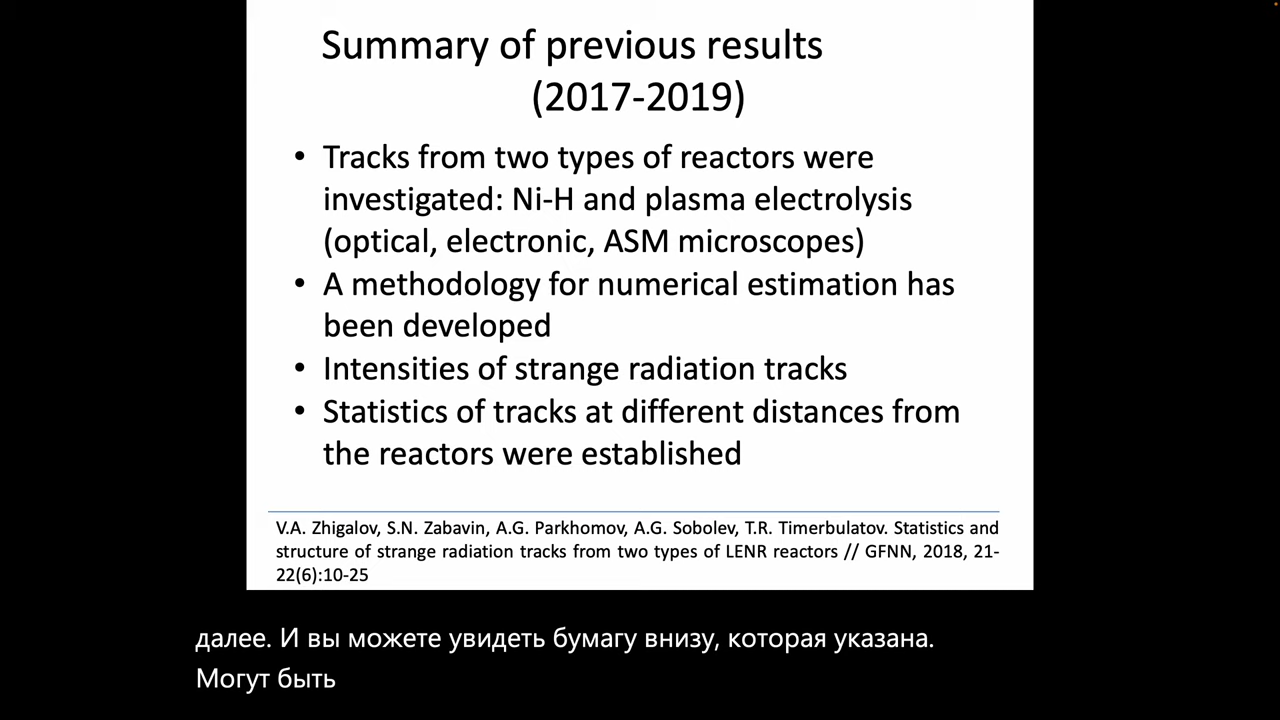 Summary of previous results
(2017-2019)
• Tracks from two types of reactors were
investigated: Ni-H and plasma electrolysis
(optical, electronic, ASM microscopes)
• A methodology for numerical estimation has
been developed
• Intensities of strange radiation tracks
• Statistics of tracks at different distances from
the reactors were established
V.A. Zhigalov, S.N. Zabavin, A.G. Parkhomov, A.G. Sobolev, T.R. Timerbulatov. Statistics and
structure of strange radiation tracks from two types of LENR reactors // GFNN, 2018, 21-
22(6):10-25
далее. И вы можете увидеть бумагу внизу, которая указана.
Могут быть